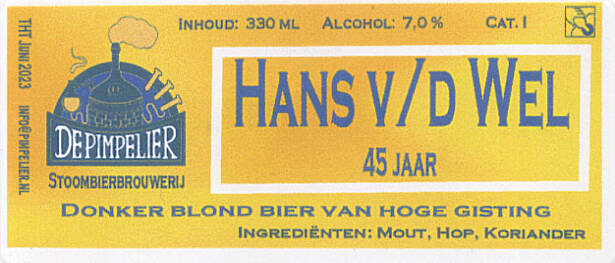 INHOUD: 330 ML ALCOHOL: 7,0 % CAT. I
THT JUNI 2023 INFO@PIMPELIER.NL
DE PIMPELIER
STOOMBIERBROUWERIJ
HANS V/D WEL
45 JAAR
DONKER BLOND BIER VAN HOGE GISTING
INGREDIËNTEN: MOUT, HOP, KORIANDER